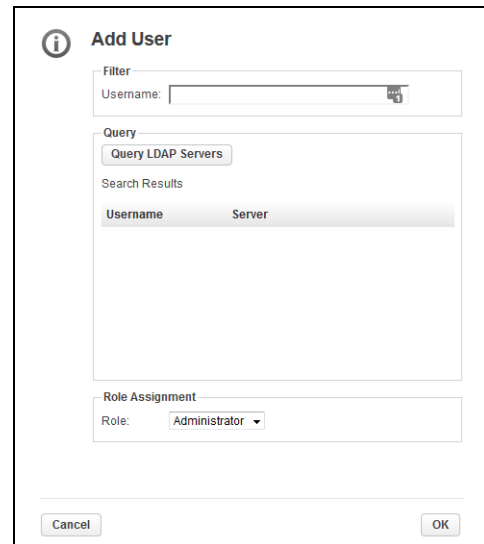 Add User
Filter
Username:
Query
Query LDAP Servers
Search Results
Username Server
Role Assignment
Role: Administrator
Cancel OK